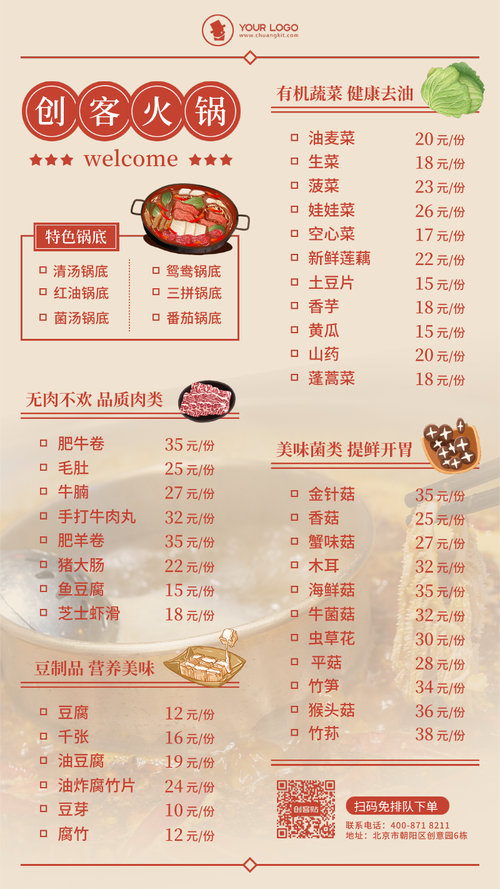 YOUR LOGO
www.chuangkit.com
创客火锅
welcome
特色锅底
清汤锅底
鸳鸯锅底
红油锅底
三拼锅底
菌汤锅底
番茄锅底
无肉不欢 品质肉类
肥牛卷 35元/份
毛肚 25元/份
牛腩 27元/份
手打牛肉丸 32元/份
肥羊卷 35元/份
猪大肠 22元/份
鱼豆腐 15元/份
芝士虾滑 18元/份
豆制品 营养美味
豆腐 12元/份
千张 16元/份
油豆腐 19元/份
油炸腐竹片 24元/份
豆芽 10元/份
腐竹 12元/份
有机蔬菜 健康去油
油麦菜 20元/份
生菜 18元/份
菠菜 23元/份
娃娃菜 26元/份
空心菜 17元/份
新鲜莲藕 22元/份
土豆片 15元/份
香芋 18元/份
黄瓜 15元/份
山药 20元/份
蓬蒿菜 18元/份
美味菌类 提鲜开胃
金针菇 35元/份
香菇 25元/份
蟹味菇 27元/份
木耳 32元/份
海鲜菇 35元/份
牛菌菇 32元/份
虫草花 30元/份
平菇 28元/份
竹笋 34元/份
猴头菇 36元/份
竹荪 38元/份
创客贴
扫码免排队下单
联系电话：400-871 8211
地址：北京市朝阳区创意园6栋